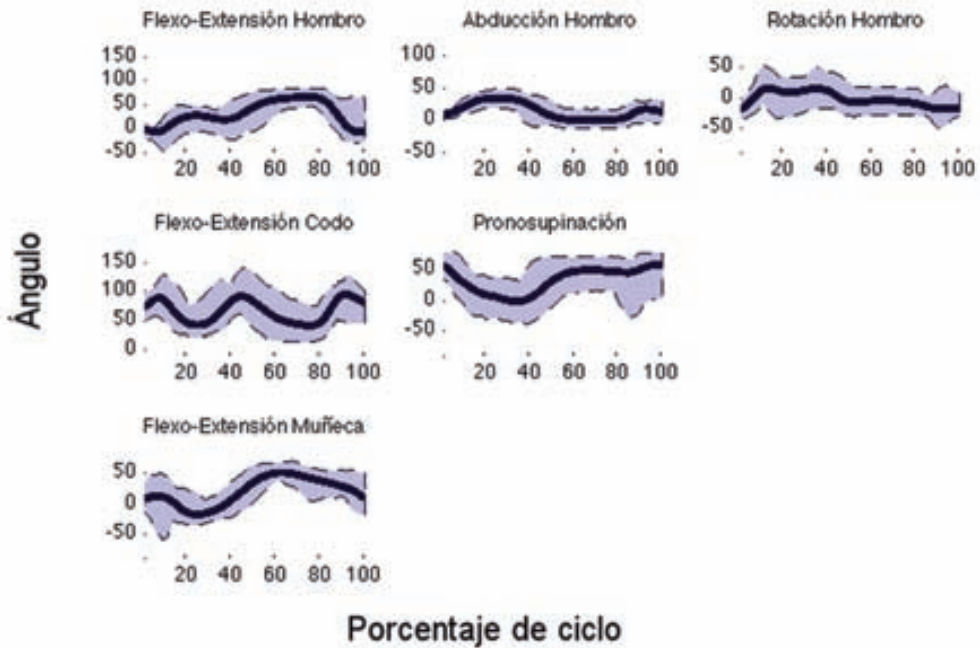 Flexo-Extensión Hombro Abducción Hombro Rotación Hombro
150
100
50
0
-50
20 40 60 80 100
100
50
0
-50
20 40 60 80 100
50
0
-50
20 40 60 80 100
Ángulo
Flexo-Extensión Codo Pronosupinación
150
100
50
0
20 40 60 80 100
50
0
-50
20 40 60 80 100
Flexo-Extensión Muñeca
50
0
-50
20 40 60 80 100
Porcentaje de ciclo